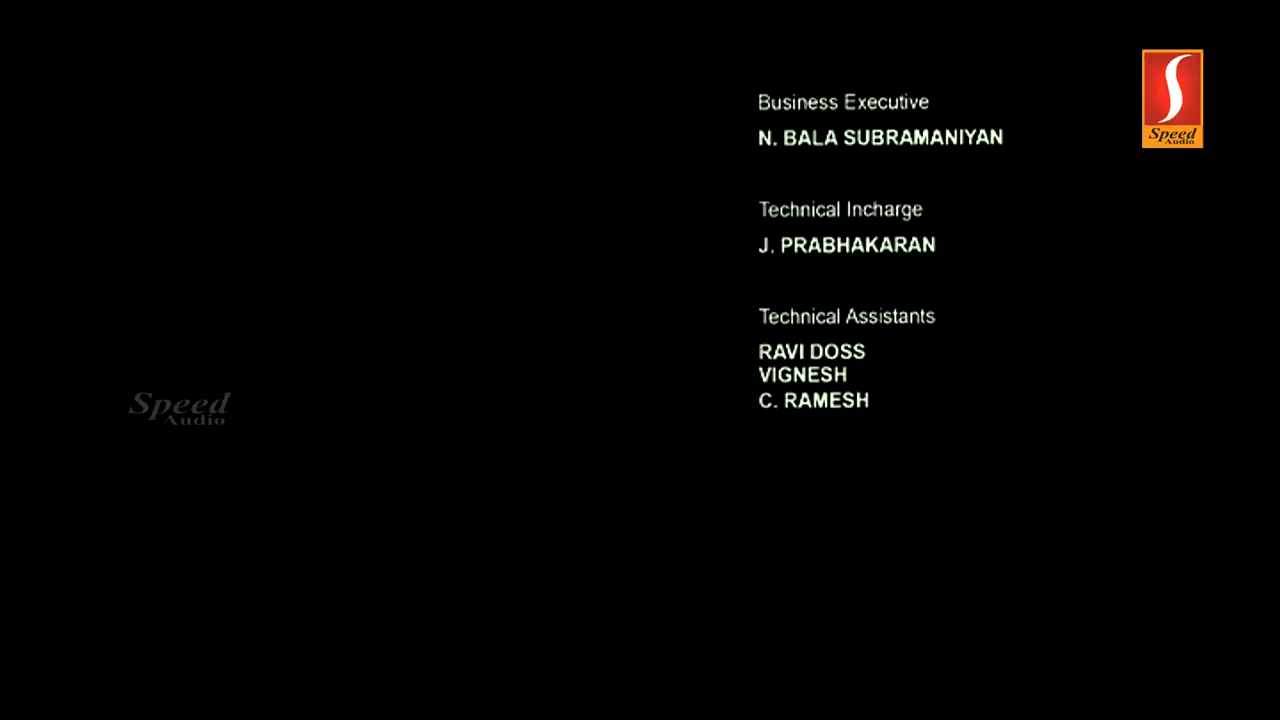 Business Executive
N. BALA SUBRAMANIYAN
Technical Incharge
J. PRABHAKARAN
Technical Assistants
RAVI DOSS
VIGNESH
C. RAMESH
S
Speed
Audio
Speed
Audio